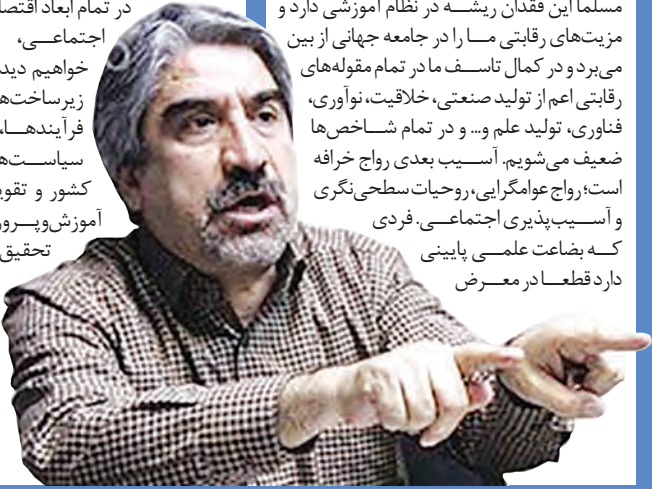 مسلما این فقدان ریشه در نظام آموزشی دارد و
مزیت‌های رقابتی ما را در جامعه جهانی از بین
می‌برد و در کمال تاسف ما در تمام مقوله‌های
رقابتی اعم از تولید صنعتی، خلاقیت، نوآوری،
فناوری، تولید علم و... و در تمام شاخص‌ها
ضعیف می‌شویم. آسیب بعدی رواج خرافه
است؛ رواج عوامگرایی، روحیات سطحی‌نگری
و آسیب‌پذیری اجتماعی. فردی
که بضاعت علمی پایینی
دارد قطعا در معرض
در تمام ابعاد اقتصا
اجتماعی،
خواهیم دید
زیرساخت‌ها
فرآیندها،
سیاست‌ها
کشور و تقوی
آموزش‌وپرور
تحقیق